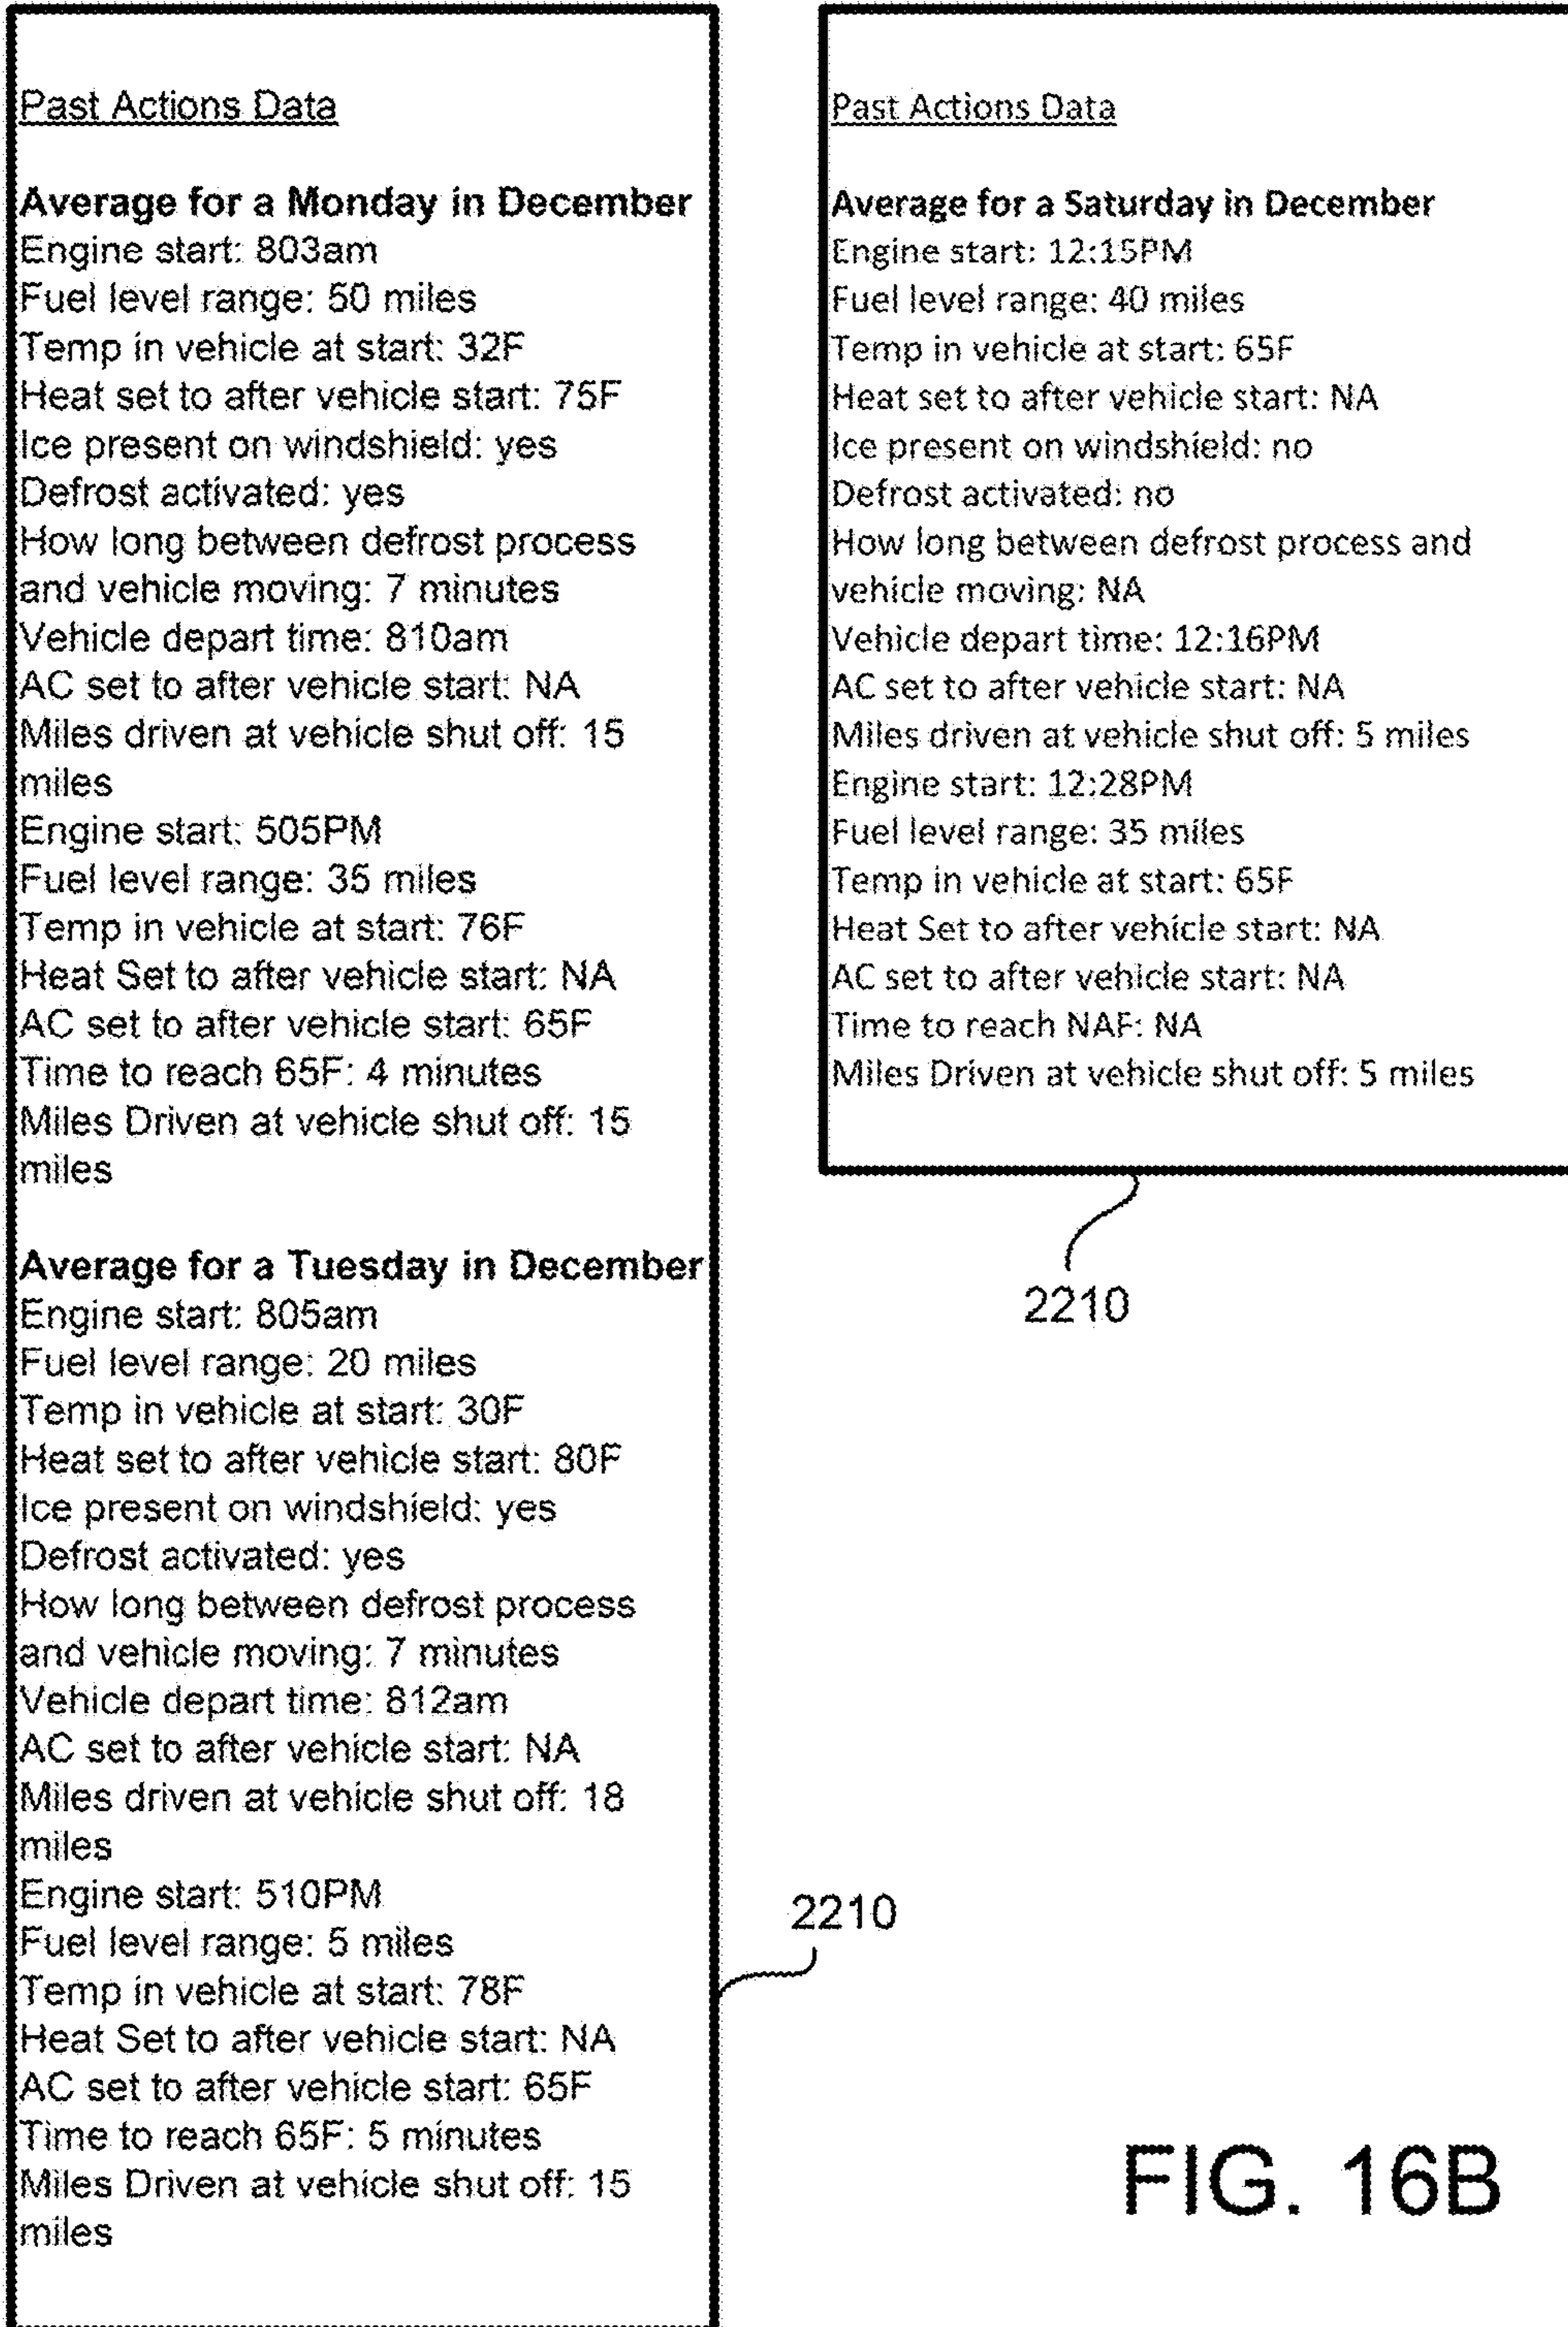 Past Actions Data
Average for a Monday in December
Engine start: 803am
Fuel level range: 50 miles
Temp in vehicle at start: 32F
Heat set to after vehicle start: 75F
Ice present on windshield: yes
Defrost activated: yes
How long between defrost process
and vehicle moving: 7 minutes
Vehicle depart time: 810am
AC set to after vehicle start: NA
Miles driven at vehicle shut off: 15
miles
Engine start: 505PM
Fuel level range: 35 miles
Temp in vehicle at start: 76F
Heat Set to after vehicle start: NA
AC set to after vehicle start: 65F
Time to reach 65F: 4 minutes
Miles Driven at vehicle shut off: 15
miles
Average for a Tuesday in December
Engine start: 805am
Fuel level range: 20 miles
Temp in vehicle at start: 30F
Heat set to after vehicle start: 80F
Ice present on windshield: yes
Defrost activated: yes
How long between defrost process
and vehicle moving: 7 minutes
Vehicle depart time: 812am
AC set to after vehicle start: NA
Miles driven at vehicle shut off: 18
miles
Engine start: 510PM
Fuel level range: 5 miles
Temp in vehicle at start: 78F
Heat Set to after vehicle start: NA
AC set to after vehicle start: 65F
Time to reach 65F: 5 minutes
Miles Driven at vehicle shut off: 15
miles
2210
Past Actions Data
Average for a Saturday in December
Engine start: 12:15PM
Fuel level range: 40 miles
Temp in vehicle at start: 65F
Heat set to after vehicle start: NA
Ice present on windshield: no
Defrost activated: no
How long between defrost process and
vehicle moving: NA
Vehicle depart time: 12:16PM
AC set to after vehicle start: NA
Miles driven at vehicle shut off: 5 miles
Engine start: 12:28PM
Fuel level range: 35 miles
Temp in vehicle at start: 65F
Heat Set to after vehicle start: NA
AC set to after vehicle start: NA
Time to reach NAF: NA
Miles Driven at vehicle shut off: 5 miles
2210
FIG. 16B